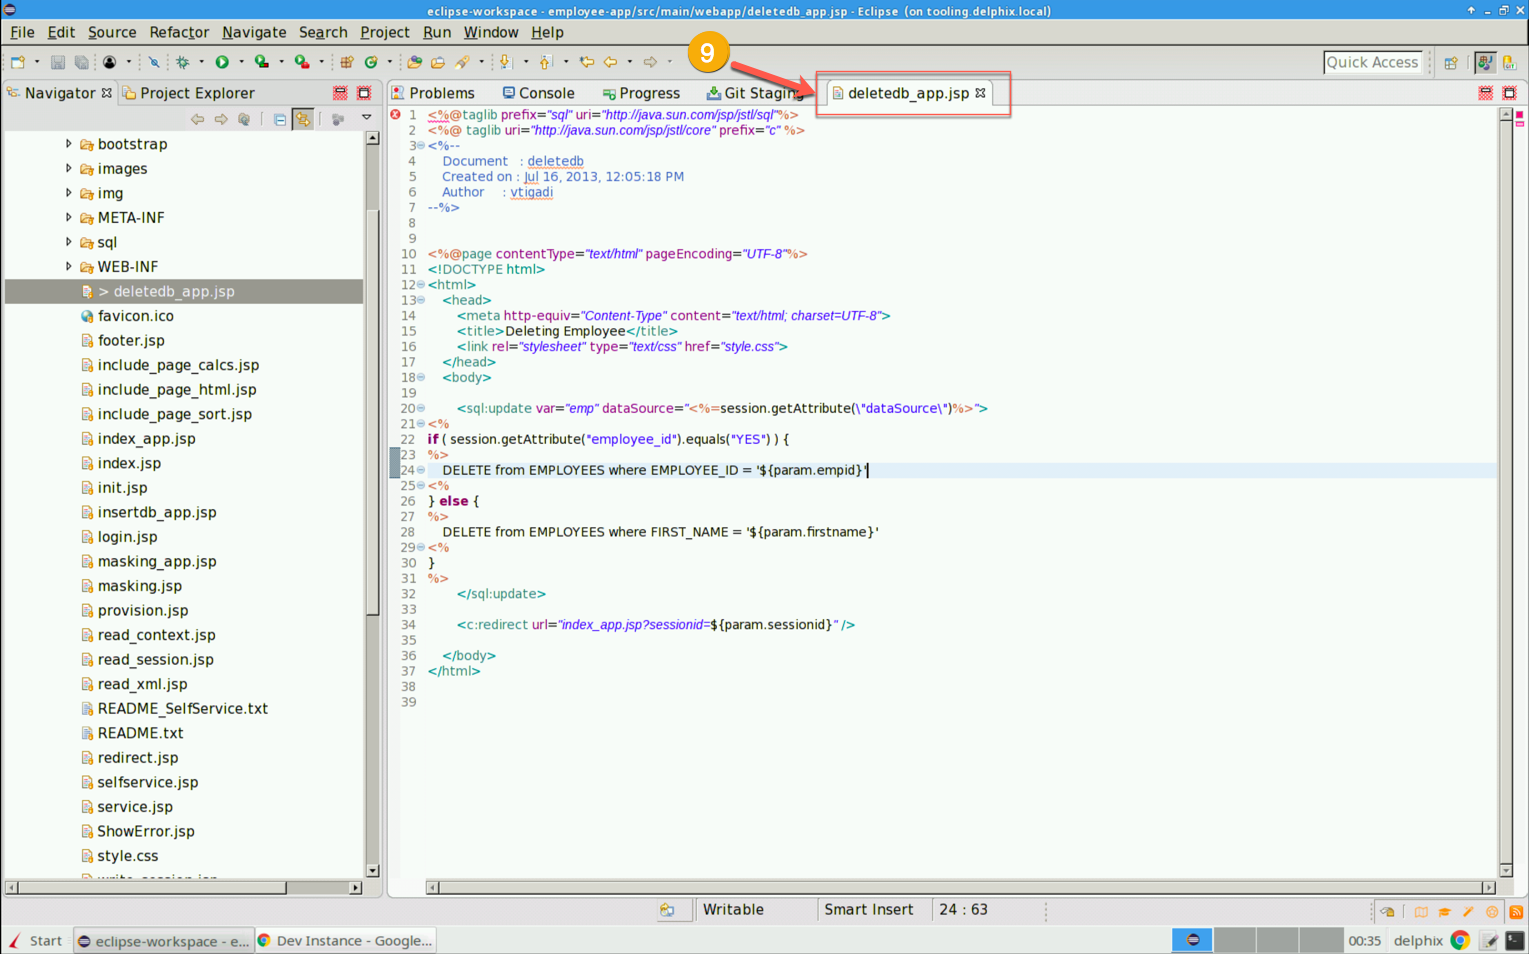 eclipse-workspace - employee-app/src/main/webapp/deletedb_app.jsp - Eclipse (on tooling.delphix.local)
File Edit Source Refactor Navigate Search Project Run Window Help
9
Quick Access
Navigator Project Explorer
Problems Console Progress Git Staging deletedb_app.jsp
bootstrap
images
img
META-INF
sql
WEB-INF
> deletedb_app.jsp
favicon.ico
footer.jsp
include_page_calcs.jsp
include_page_html.jsp
include_page_sort.jsp
index_app.jsp
index.jsp
init.jsp
insertdb_app.jsp
login.jsp
masking_app.jsp
masking.jsp
provision.jsp
read_context.jsp
read_session.jsp
read_xml.jsp
README_SelfService.txt
README.txt
redirect.jsp
selfservice.jsp
service.jsp
ShowError.jsp
style.css
1 <%@taglib prefix="sql" uri="http://java.sun.com/jsp/jstl/sql"%>
2 <%@ taglib uri="http://java.sun.com/jsp/jstl/core" prefix="c" %>
3 <%--
4 Document : deletedb
5 Created on : Jul 16, 2013, 12:05:18 PM
6 Author : vtigadi
7 --%>
8
9
10 <%@page contentType="text/html" pageEncoding="UTF-8"%>
11 <!DOCTYPE html>
12 <html>
13 <head>
14 <meta http-equiv="Content-Type" content="text/html; charset=UTF-8">
15 <title>Deleting Employee</title>
16 <link rel="stylesheet" type="text/css" href="style.css">
17 </head>
18 <body>
19
20 <sql:update var="emp" dataSource="<%=session.getAttribute(\"dataSource\")%>">
21 <%
22 if ( session.getAttribute("employee_id").equals("YES") ) {
23 %>
24 DELETE from EMPLOYEES where EMPLOYEE_ID = '${param.empid}'
25 <%
26 } else {
27 %>
28 DELETE from EMPLOYEES where FIRST_NAME = '${param.firstname}'
29 <%
30 }
31 %>
32 </sql:update>
33
34 <c:redirect url="index_app.jsp?sessionid=${param.sessionid}" />
35
36 </body>
37 </html>
38
39
Writable Smart Insert 24 : 63
Start eclipse-workspace - e... Dev Instance - Google... 00:35 delphix